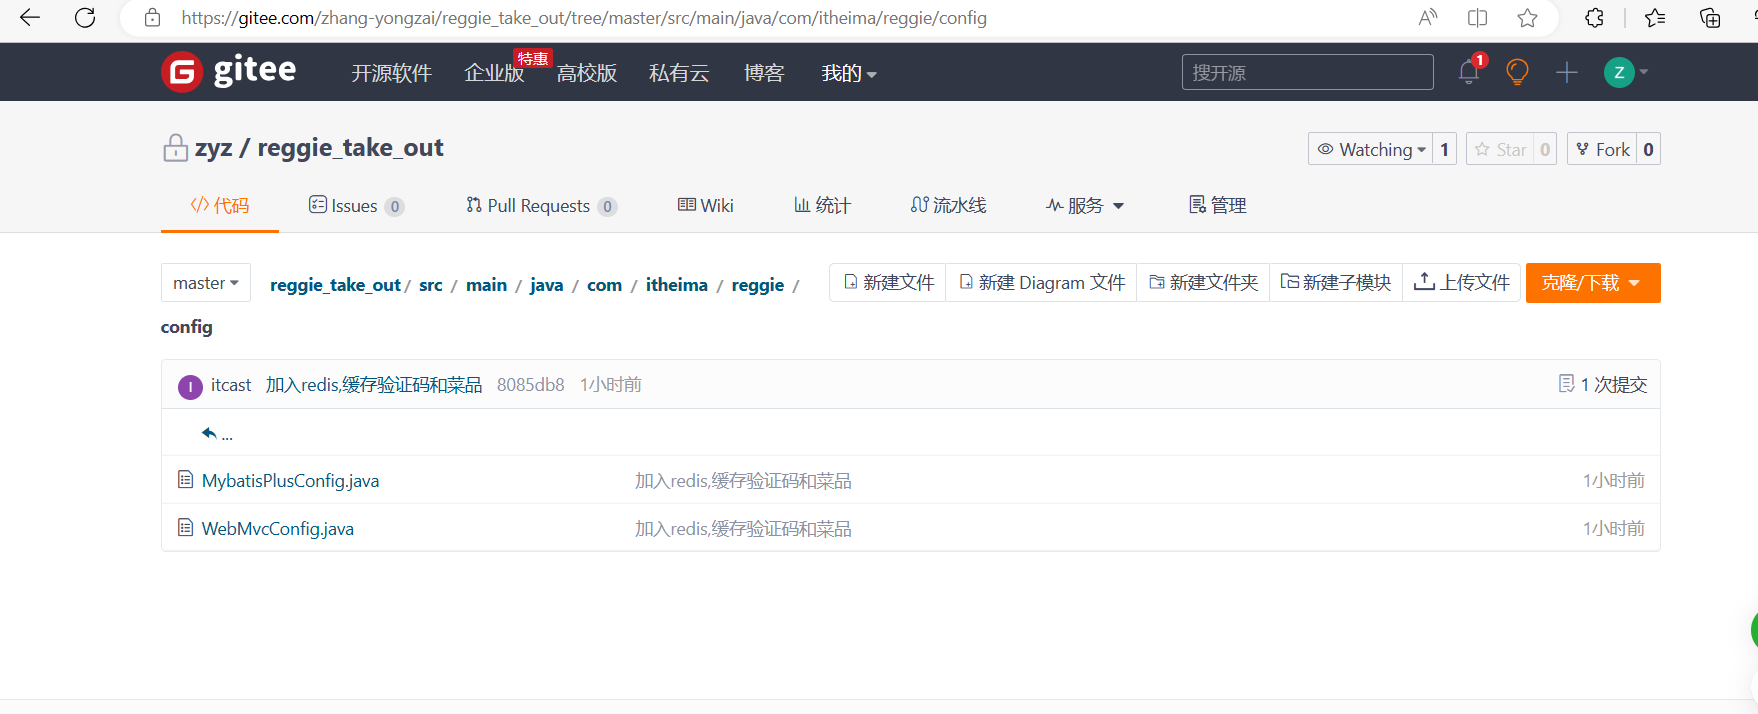 https://gitee.com/zhang-yongzai/reggie_take_out/tree/master/src/main/java/com/itheima/reggie/config
gitee 开源软件 企业版 特惠 高校版 私有云 博客 我的 搜开源 1 Z
zyz / reggie_take_out Watching 1 Star 0 Fork 0
代码 Issues 0 Pull Requests 0 Wiki 统计 流水线 服务 管理
master reggie_take_out / src / main / java / com / itheima / reggie / 新建文件 新建 Diagram 文件 新建文件夹 新建子模块 上传文件 克隆/下载
config
I itcast 加入redis,缓存验证码和菜品 8085db8 1小时前 1 次提交
...
MybatisPlusConfig.java 加入redis,缓存验证码和菜品 1小时前
WebMvcConfig.java 加入redis,缓存验证码和菜品 1小时前